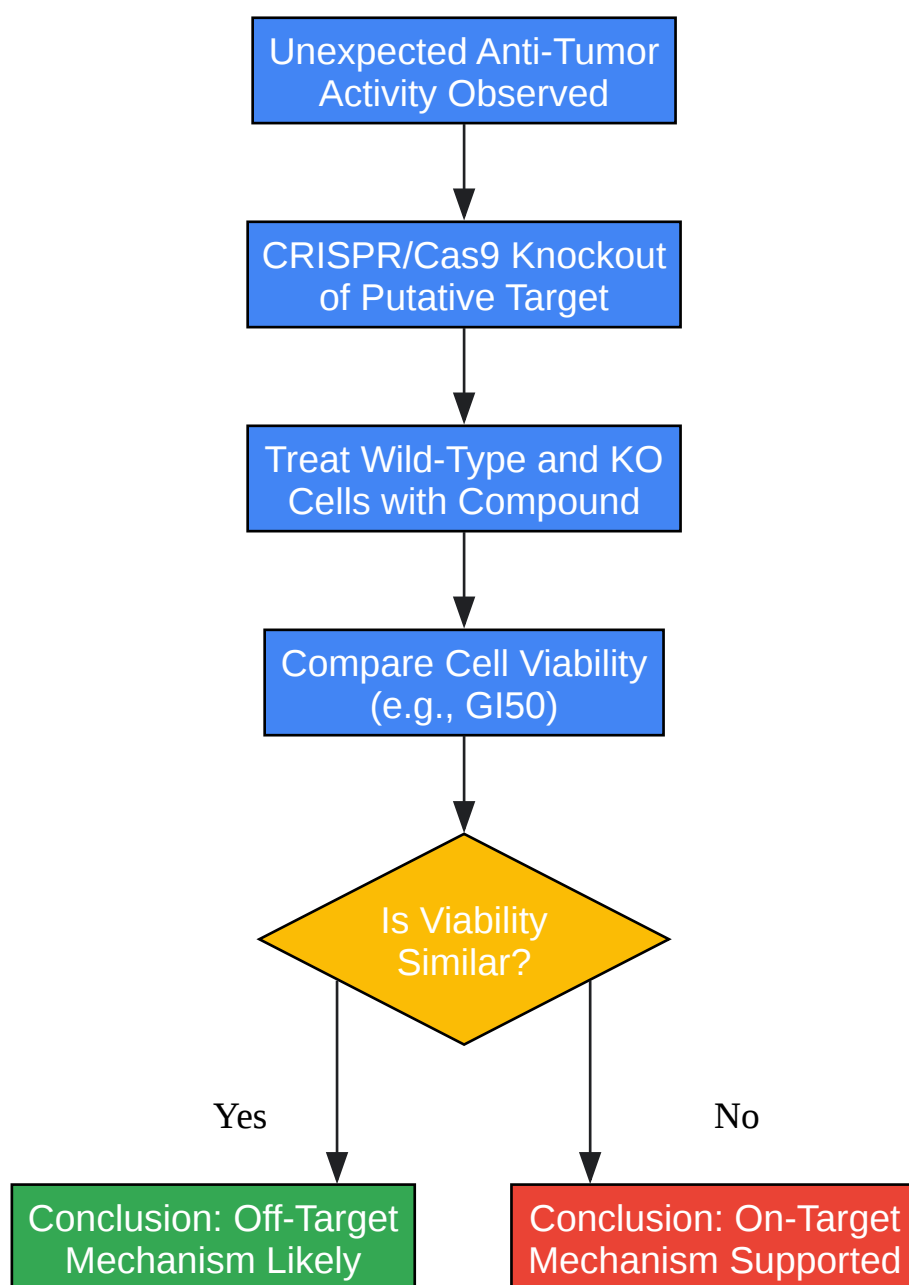 Unexpected Anti-Tumor
Activity Observed
CRISPR/Cas9 Knockout
of Putative Target
Treat Wild-Type and KO
Cells with Compound
Compare Cell Viability
(e.g., GI50)
Is Viability
Similar?
Yes
No
Conclusion: Off-Target
Mechanism Likely
Conclusion: On-Target
Mechanism Supported